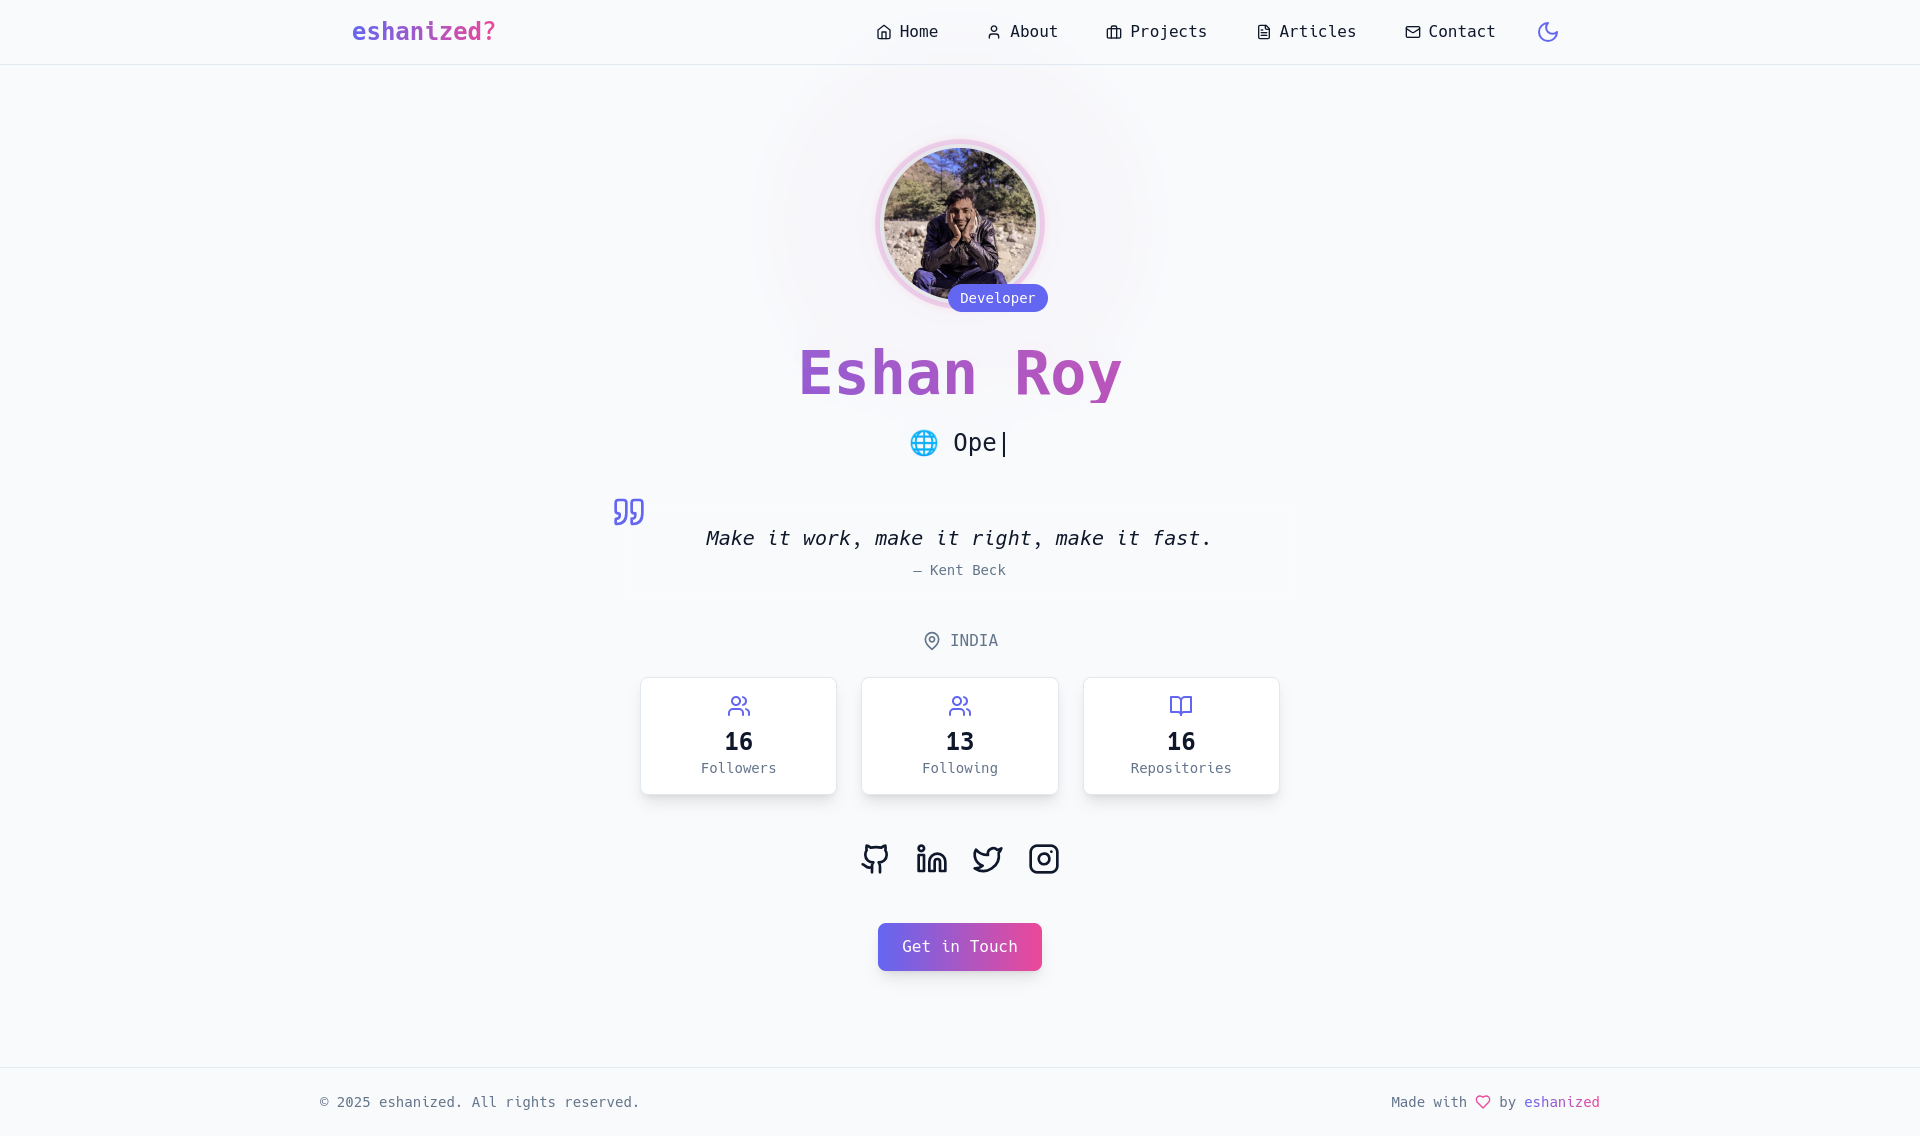 eshanized?
Home
About
Projects
Articles
Contact
Developer
Eshan Roy
🌐 Ope|
Make it work, make it right, make it fast.
— Kent Beck
INDIA
16
Followers
13
Following
16
Repositories
Get in Touch
© 2025 eshanized. All rights reserved.
Made with ♡ by eshanized